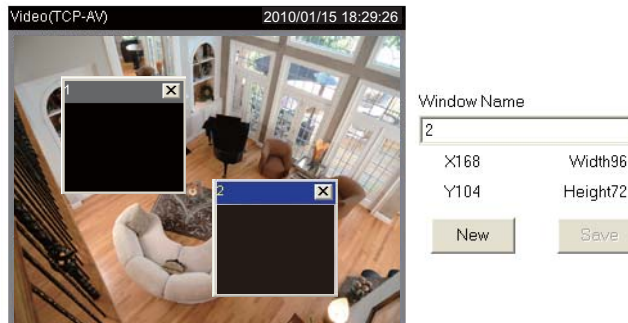 Video(TCP-AV) 2010/01/15 18:29:26
1
2
Window Name
2
X168 Width96
Y104 Height72
New Save